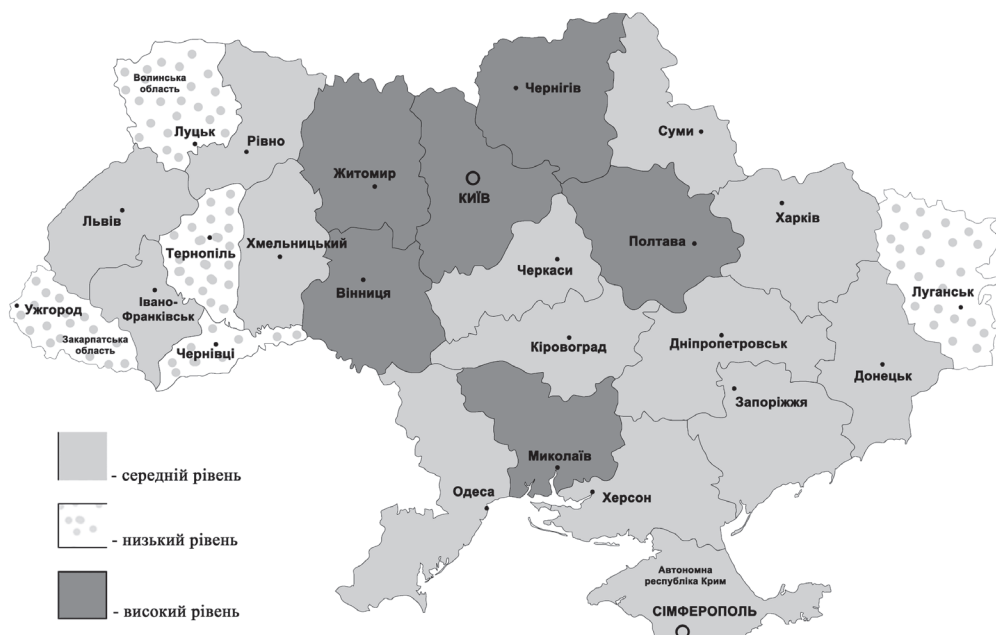 Чернігів
Волинська
область
Луцьк
Рівно
Суми
Житомир
КИЇВ
Львів
Харків
Тернопіль
Хмельницький
Полтава
Черкаси
Вінниця
Луганськ
Ужгород
Івано-
Франківськ
Закарпатська
область
Чернівці
Кіровоград
Дніпропетровськ
Донецьк
Запоріжжя
Миколаїв
Одеса
Херсон
Автономна
республіка Крим
СІМФЕРОПОЛЬ
- середній рівень
- низький рівень
- високий рівень